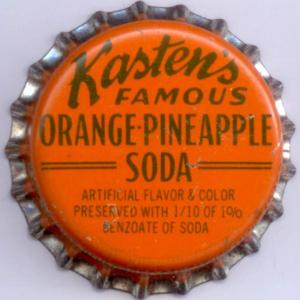 Kasten's
FAMOUS
ORANGE-PINEAPPLE
SODA
ARTIFICIAL FLAVOR & COLOR
PRESERVED WITH 1/10 OF 1%
BENZOATE OF SODA